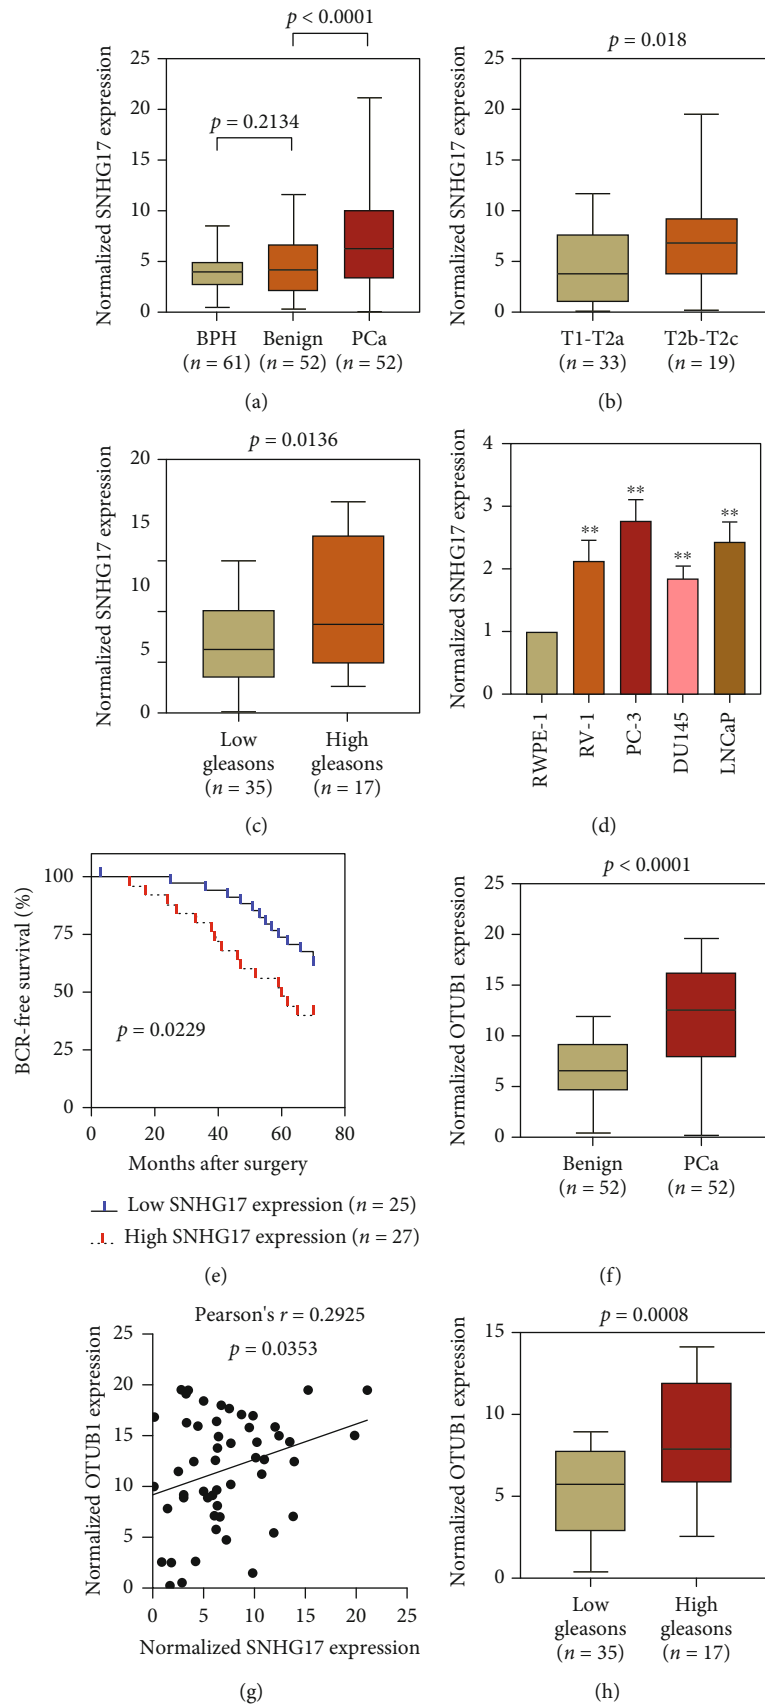 p < 0.0001
p = 0.2134
Normalized SNHG17 expression
25
20
15
10
5
0
BPH
(n = 61)
Benign
(n = 52)
PCa
(n = 52)
(a)
p = 0.018
Normalized SNHG17 expression
25
20
15
10
5
0
T1-T2a
(n = 33)
T2b-T2c
(n = 19)
(b)
p = 0.0136
Normalized SNHG17 expression
20
15
10
5
0
Low
gleasons
(n = 35)
High
gleasons
(n = 17)
(c)
Normalized SNHG17 expression
4
3
2
1
0
**
**
**
**
RWPE-1
RV-1
PC-3
DU145
LNCaP
(d)
BCR-free survival (%)
100
75
50
25
0
p = 0.0229
0
20
40
60
80
Months after surgery
Low SNHG17 expression (n = 25)
High SNHG17 expression (n = 27)
(e)
p < 0.0001
Normalized OTUB1 expression
25
20
15
10
5
0
Benign
(n = 52)
PCa
(n = 52)
(f)
Pearson's r = 0.2925
p = 0.0353
Normalized OTUB1 expression
25
20
15
10
5
0
0
5
10
15
20
25
Normalized SNHG17 expression
(g)
p = 0.0008
Normalized OTUB1 expression
15
10
5
0
Low
gleasons
(n = 35)
High
gleasons
(n = 17)
(h)